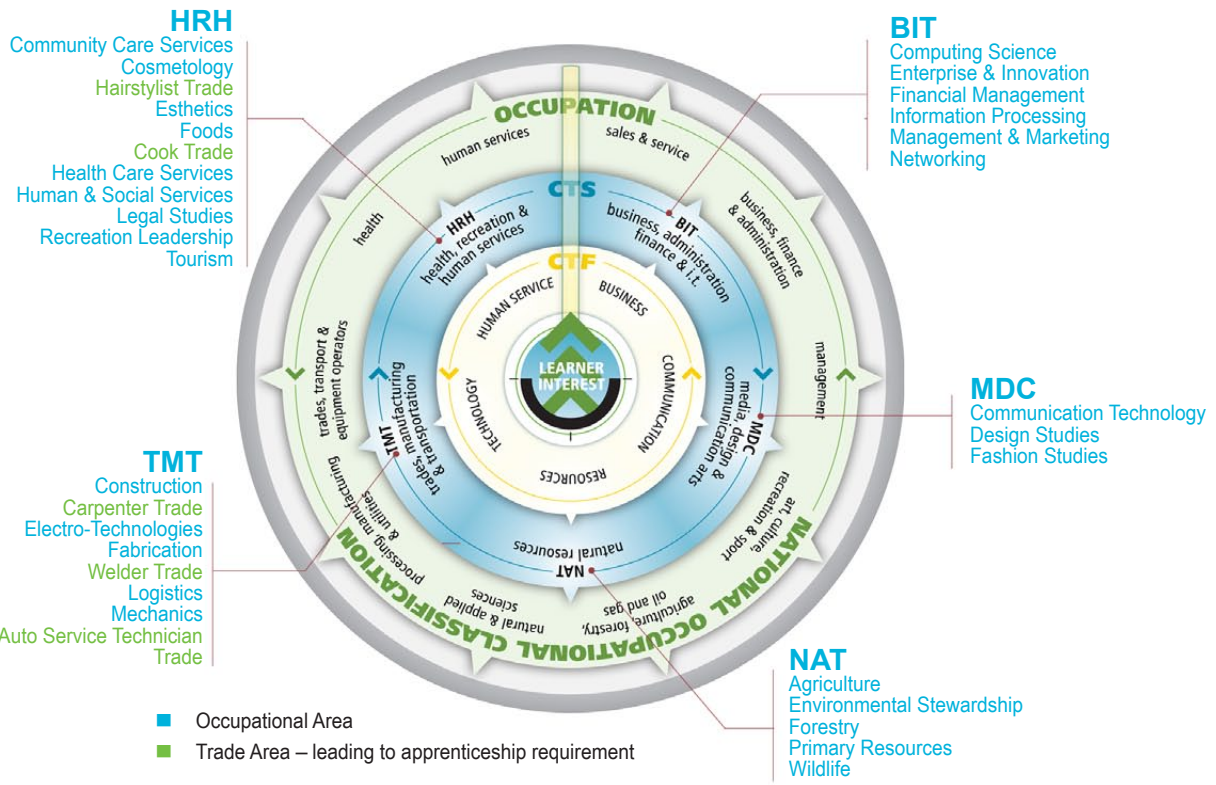 HRH
Community Care Services
Cosmetology
Hairstylist Trade
Esthetics
Foods
Cook Trade
Health Care Services
Human & Social Services
Legal Studies
Recreation Leadership
Tourism
BIT
Computing Science
Enterprise & Innovation
Financial Management
Information Processing
Management & Marketing
Networking
OCCUPATION
human services
sales & service
health
business, finance
& administration
trades, transport &
equipment operators
management
processing, manufacturing
& utilities
art, culture,
recreation & sport
natural & applied
sciences
agriculture, forestry,
oil and gas
NATIONAL OCCUPATIONAL CLASSIFICATION
CTS
HRH
health, recreation &
human services
BIT
business, administration
finance & i.t.
TMT
trades, manufacturing
& transportation
MDC
media, design &
communication arts
NAT
natural resources
CTF
HUMAN SERVICE
BUSINESS
TECHNOLOGY
COMMUNICATION
RESOURCES
LEARNER
INTEREST
MDC
Communication Technology
Design Studies
Fashion Studies
TMT
Construction
Carpenter Trade
Electro-Technologies
Fabrication
Welder Trade
Logistics
Mechanics
Auto Service Technician
Trade
NAT
Agriculture
Environmental Stewardship
Forestry
Primary Resources
Wildlife
Occupational Area
Trade Area – leading to apprenticeship requirement